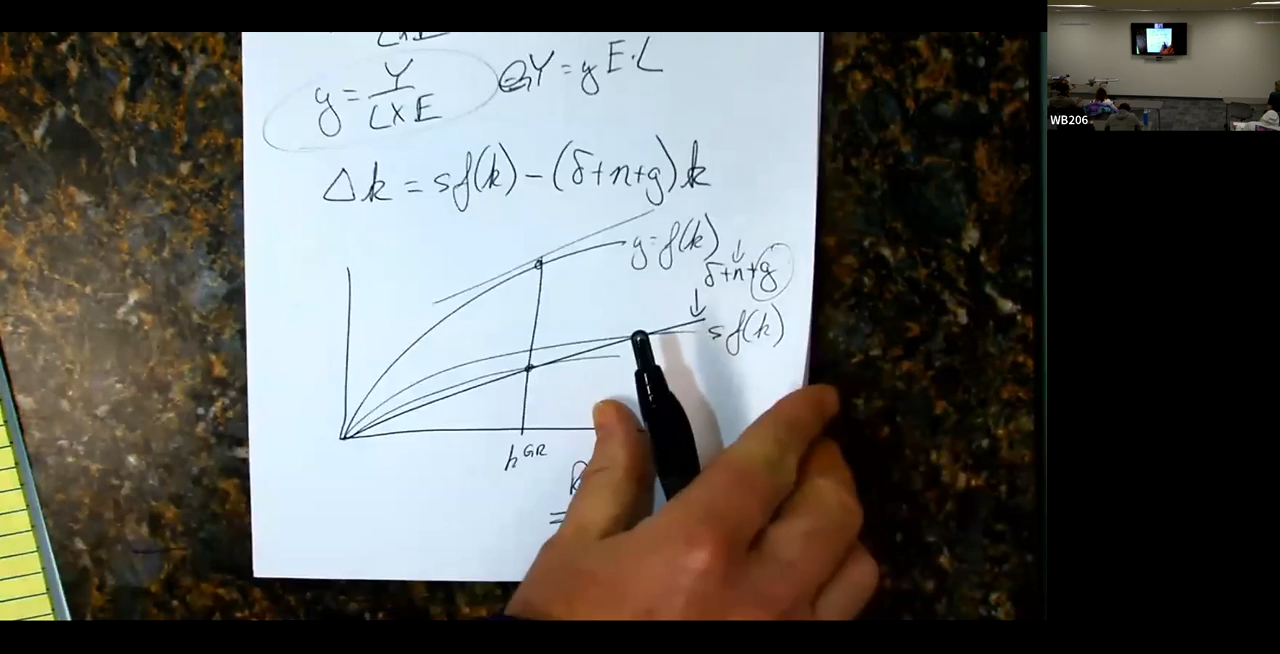 y = Y / L×E   Y = y E·L
Δk = sf(k) − (δ+n+g)k
y=f(k)
δ+n+g
sf(k)
k^GR
WB206